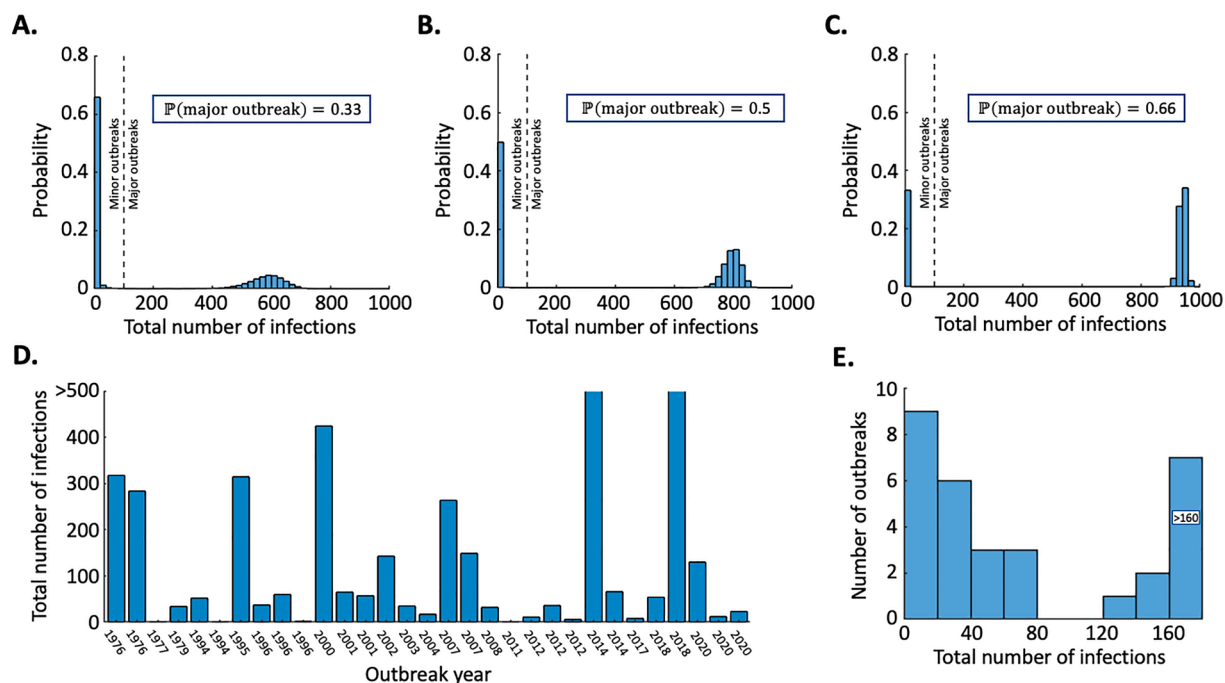 A.
0.8
0.6
0.4
0.2
0
Probability
Minor outbreaks
Major outbreaks
ℙ(major outbreak) = 0.33
0 200 400 600 800 1000
Total number of infections
B.
0.8
0.6
0.4
0.2
0
Probability
Minor outbreaks
Major outbreaks
ℙ(major outbreak) = 0.5
0 200 400 600 800 1000
Total number of infections
C.
0.8
0.6
0.4
0.2
0
Probability
Minor outbreaks
Major outbreaks
ℙ(major outbreak) = 0.66
0 200 400 600 800 1000
Total number of infections
D.
>500
400
300
200
100
0
Total number of infections
1976 1976 1977 1979 1994 1994 1995 1996 1996 1996 2000 2001 2001 2002 2003 2004 2007 2007 2008 2011 2012 2012 2012 2014 2014 2017 2018 2018 2020 2020 2020
Outbreak year
E.
10
8
6
4
2
0
Number of outbreaks
>160
0 40 80 120 160
Total number of infections